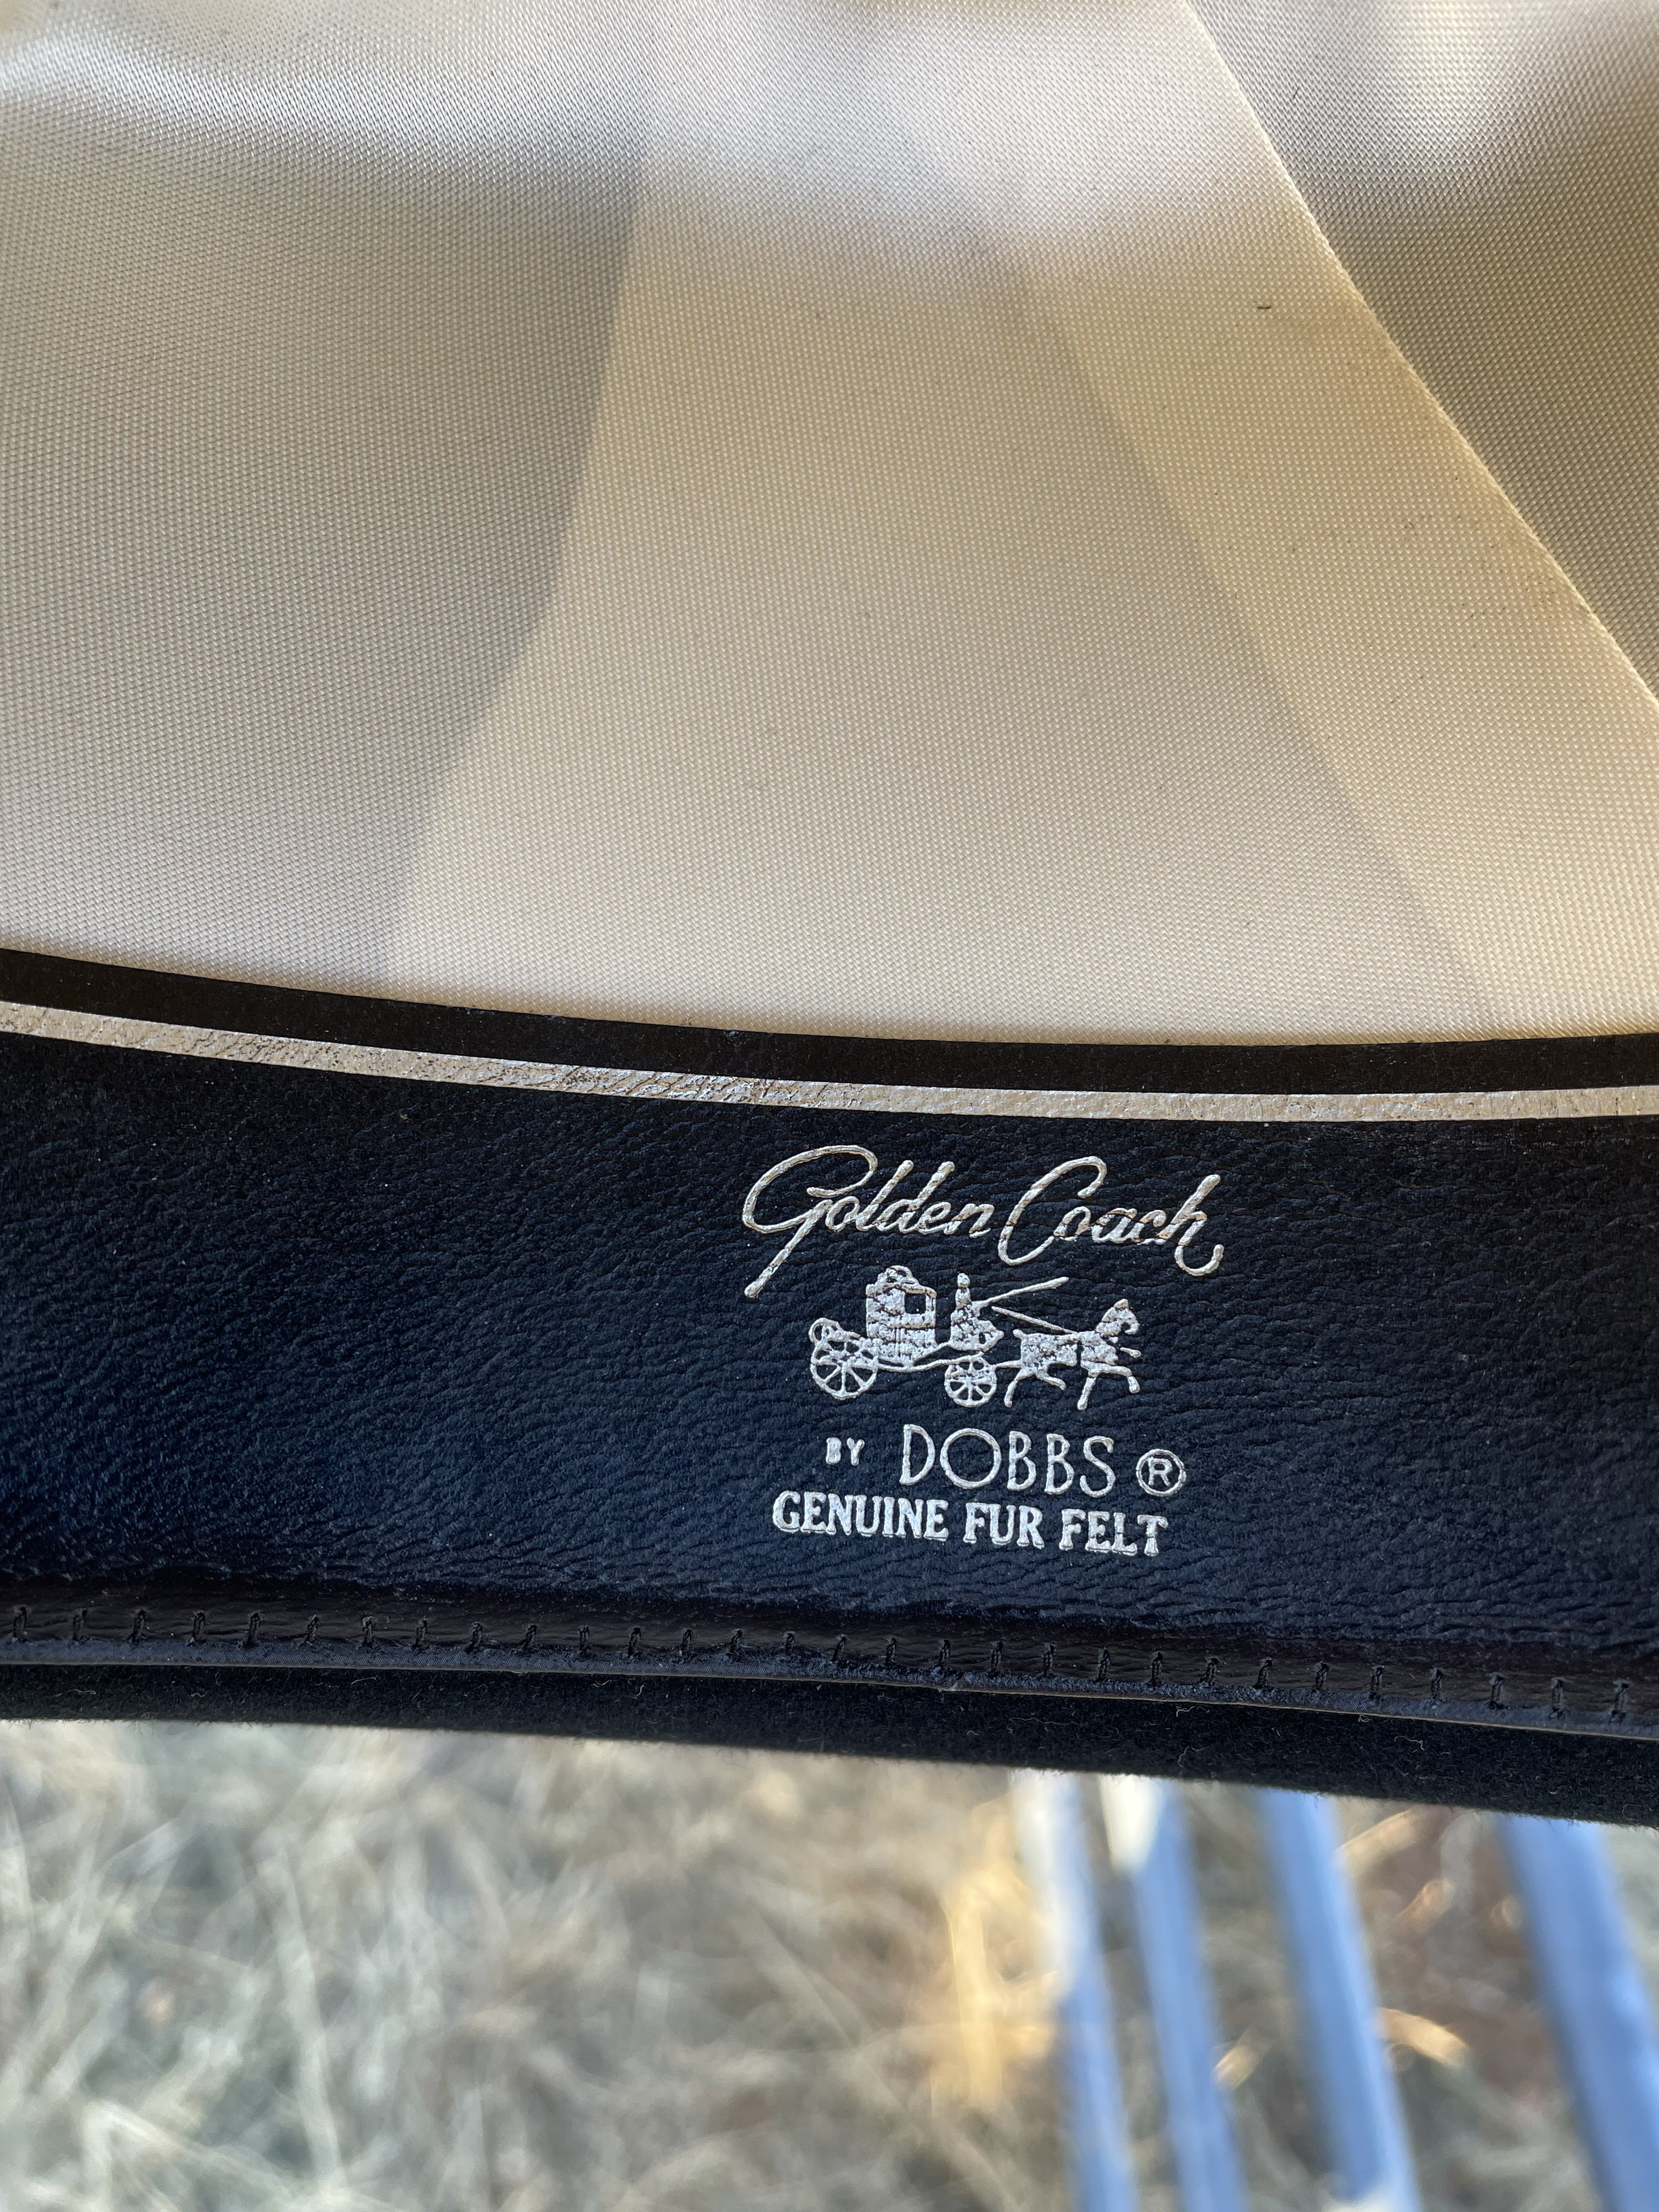 Golden Coach
BY DOBBS ®
GENUINE FUR FELT